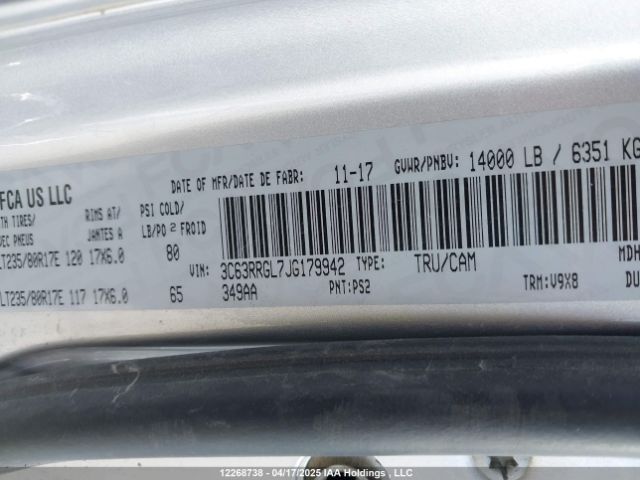 FCA US LLC
DATE OF MFR/DATE DE FABR: 11-17 GVWR/PNBV: 14000 LB / 6351 KG
TH TIRES/ RIMS AT/ PSI COLD/
VEC PNEUS JANTES A LB/PO 2 FROID
LT235/80R17E 120 17X6.0 80
LT235/80R17E 117 17X6.0 65
VIN: 3C63RRGL7JG179942 TYPE: TRU/CAM MDH
349AA PNT:PS2 TRM:V9X8 DU
12268738 - 04/17/2025 IAA Holdings , LLC